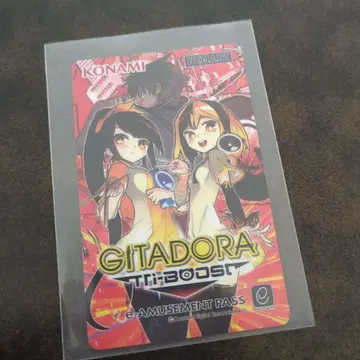 KONAMI
GITADORA
Tri-Boost
e-AMUSEMENT PASS
e